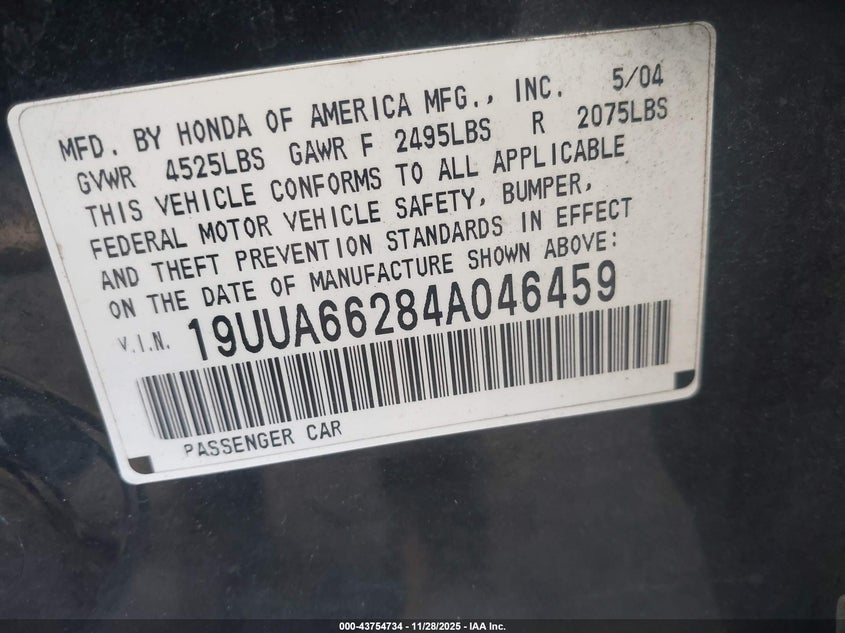 MFD. BY HONDA OF AMERICA MFG., INC. 5/04
GVWR 4525LBS GAWR F 2495LBS R 2075LBS
THIS VEHICLE CONFORMS TO ALL APPLICABLE
FEDERAL MOTOR VEHICLE SAFETY, BUMPER,
AND THEFT PREVENTION STANDARDS IN EFFECT
ON THE DATE OF MANUFACTURE SHOWN ABOVE:
V.I.N. 19UUA66284A046459
PASSENGER CAR
000-43754734 - 11/28/2025 - IAA Inc.